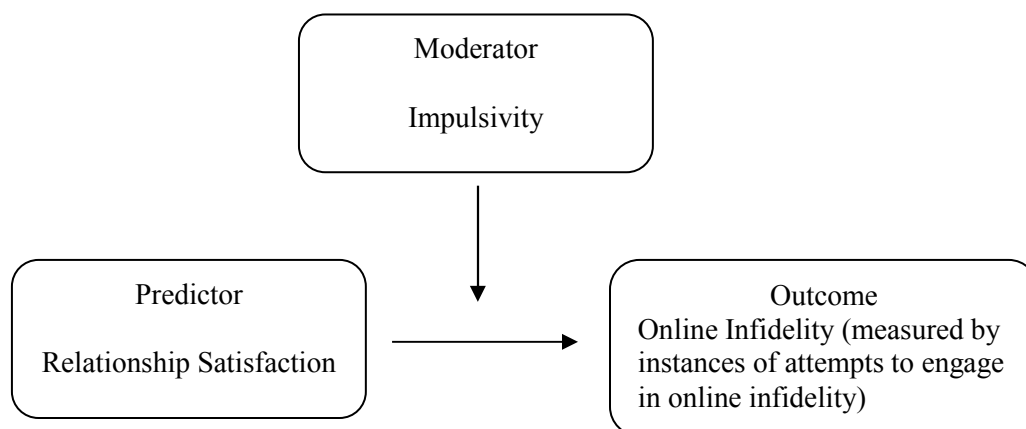 Moderator
Impulsivity
Predictor
Relationship Satisfaction
Outcome
Online Infidelity (measured by
instances of attempts to engage
in online infidelity)